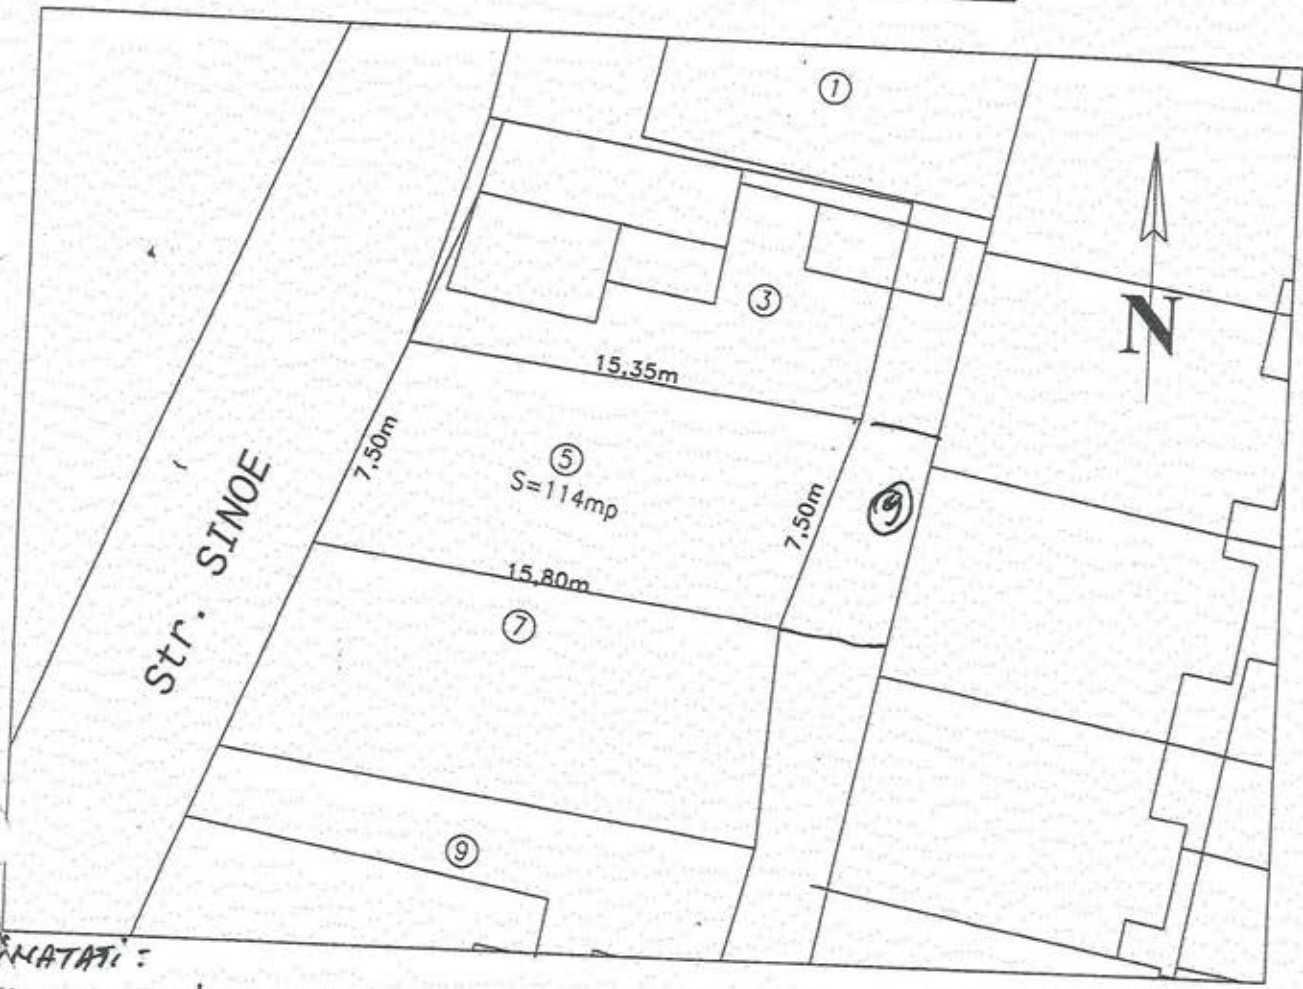 ①
N
③
15,35m
7,50m
⑤
S=114mp
7,50m
Str. SINOE
15,80m
⑦
⑨